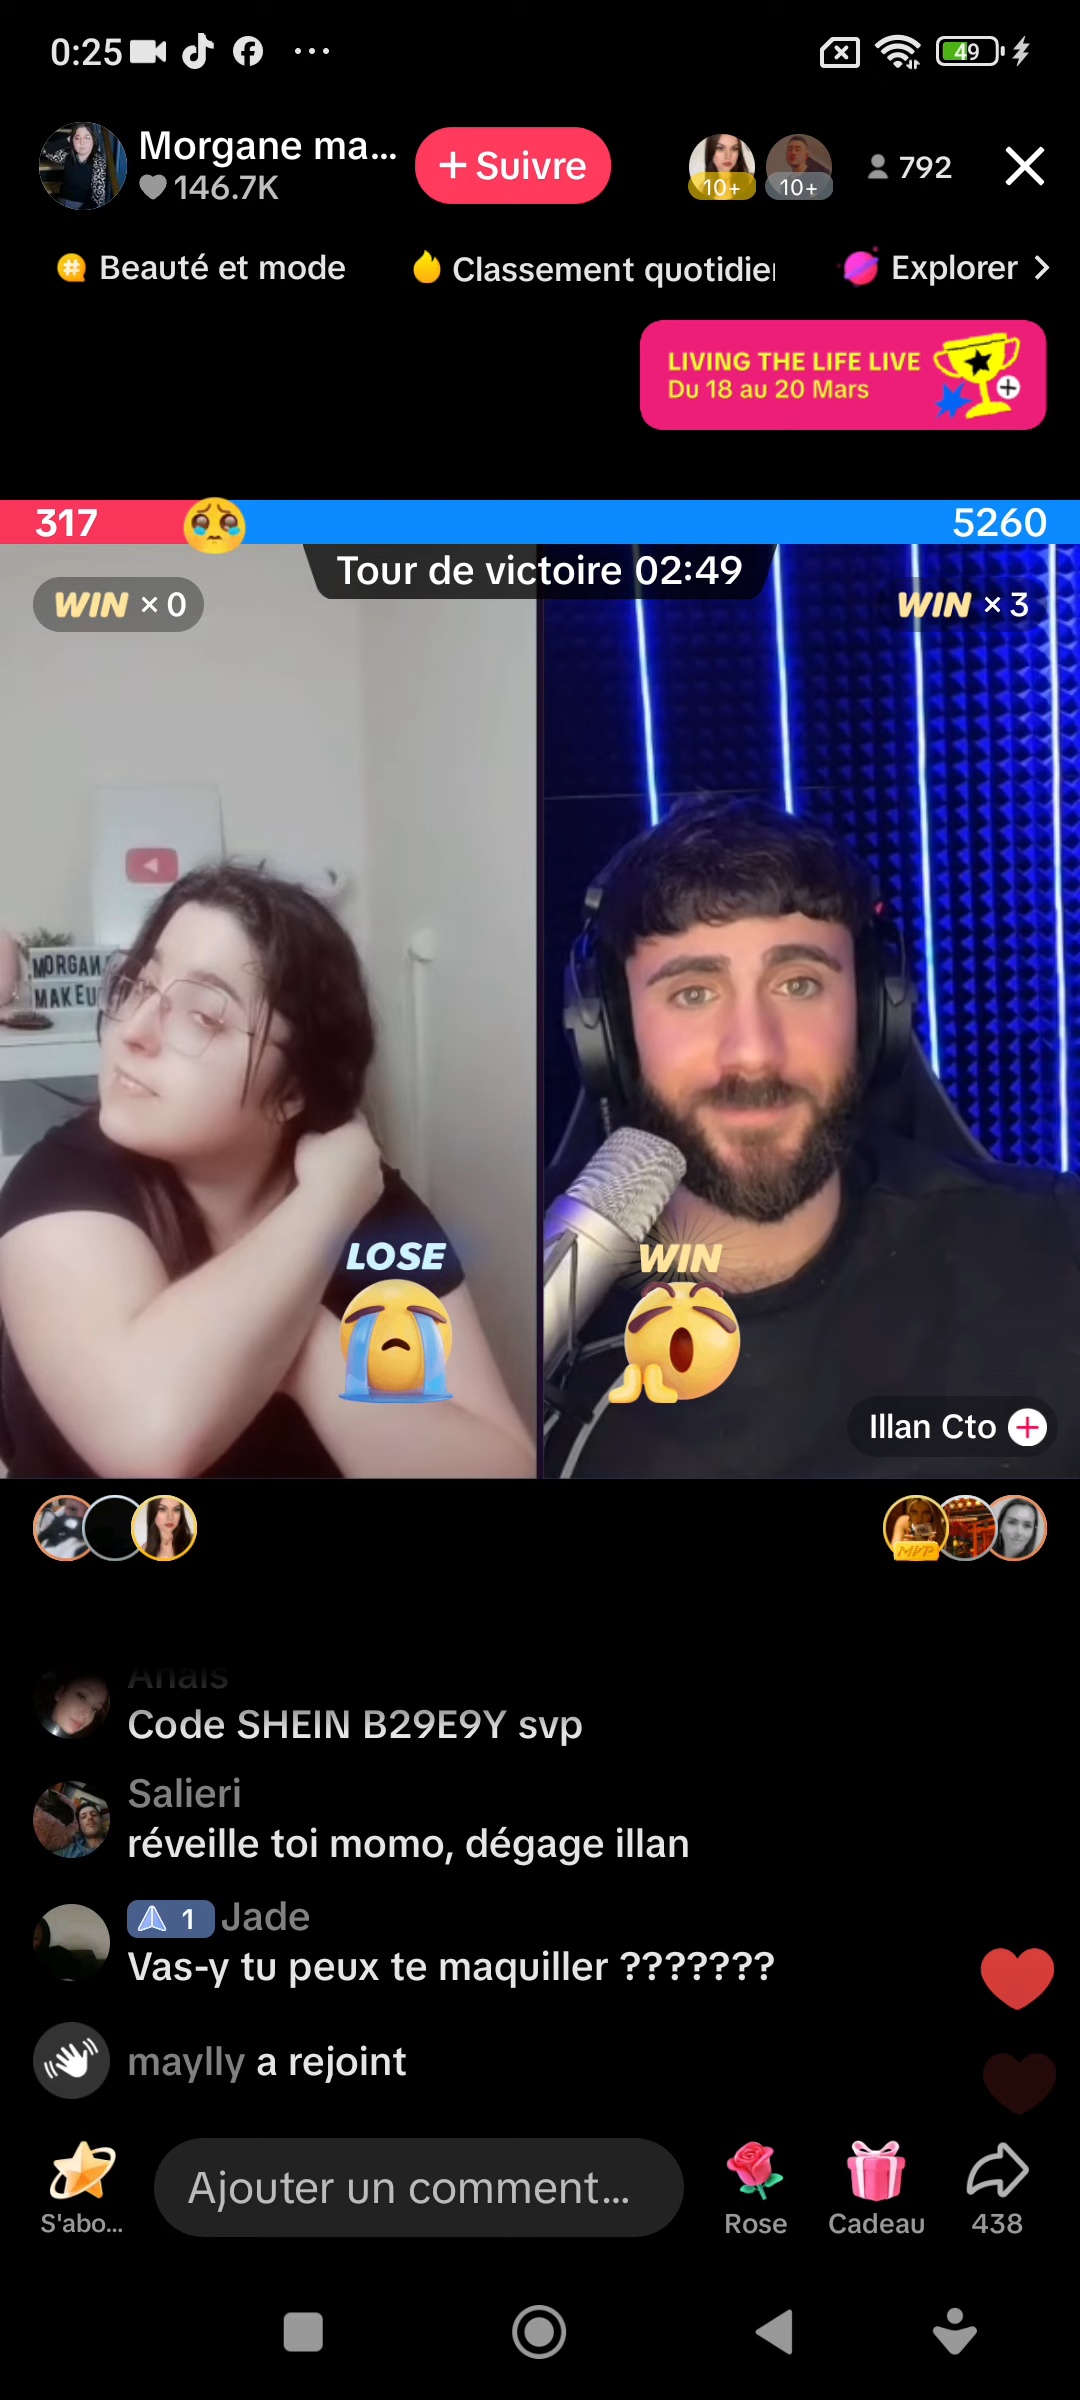 0:25
49
Morgane ma...
146.7K
+ Suivre
10+
10+
792
Beauté et mode
Classement quotidien
Explorer >
LIVING THE LIFE LIVE
Du 18 au 20 Mars
317
5260
Tour de victoire 02:49
WIN × 0
WIN × 3
MORGAN
MAKEU
LOSE
WIN
Illan Cto
MVP
Anaïs
Code SHEIN B29E9Y svp
Salieri
réveille toi momo, dégage illan
1 Jade
Vas-y tu peux te maquiller ???????
maylly a rejoint
S'abo...
Ajouter un comment...
Rose
Cadeau
438